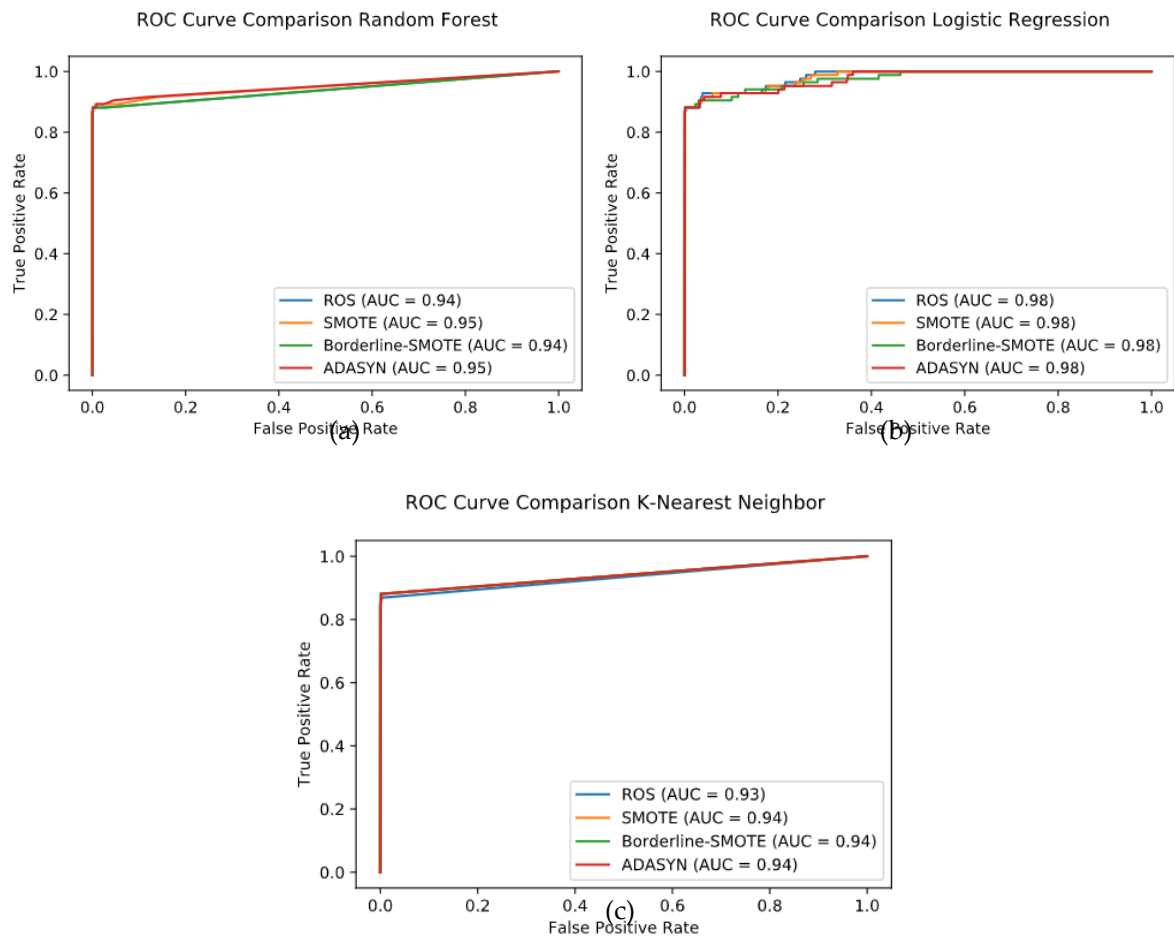 ROC Curve Comparison Random Forest
True Positive Rate
1.0
0.8
0.6
0.4
0.2
0.0
ROS (AUC = 0.94)
SMOTE (AUC = 0.95)
Borderline-SMOTE (AUC = 0.94)
ADASYN (AUC = 0.95)
0.0 0.2 0.4 0.6 0.8 1.0
False Positive Rate
(a)
ROC Curve Comparison Logistic Regression
True Positive Rate
1.0
0.8
0.6
0.4
0.2
0.0
ROS (AUC = 0.98)
SMOTE (AUC = 0.98)
Borderline-SMOTE (AUC = 0.98)
ADASYN (AUC = 0.98)
0.0 0.2 0.4 0.6 0.8 1.0
False Positive Rate
(b)
ROC Curve Comparison K-Nearest Neighbor
True Positive Rate
1.0
0.8
0.6
0.4
0.2
0.0
ROS (AUC = 0.93)
SMOTE (AUC = 0.94)
Borderline-SMOTE (AUC = 0.94)
ADASYN (AUC = 0.94)
0.0 0.2 0.4 0.6 0.8 1.0
False Positive Rate
(c)